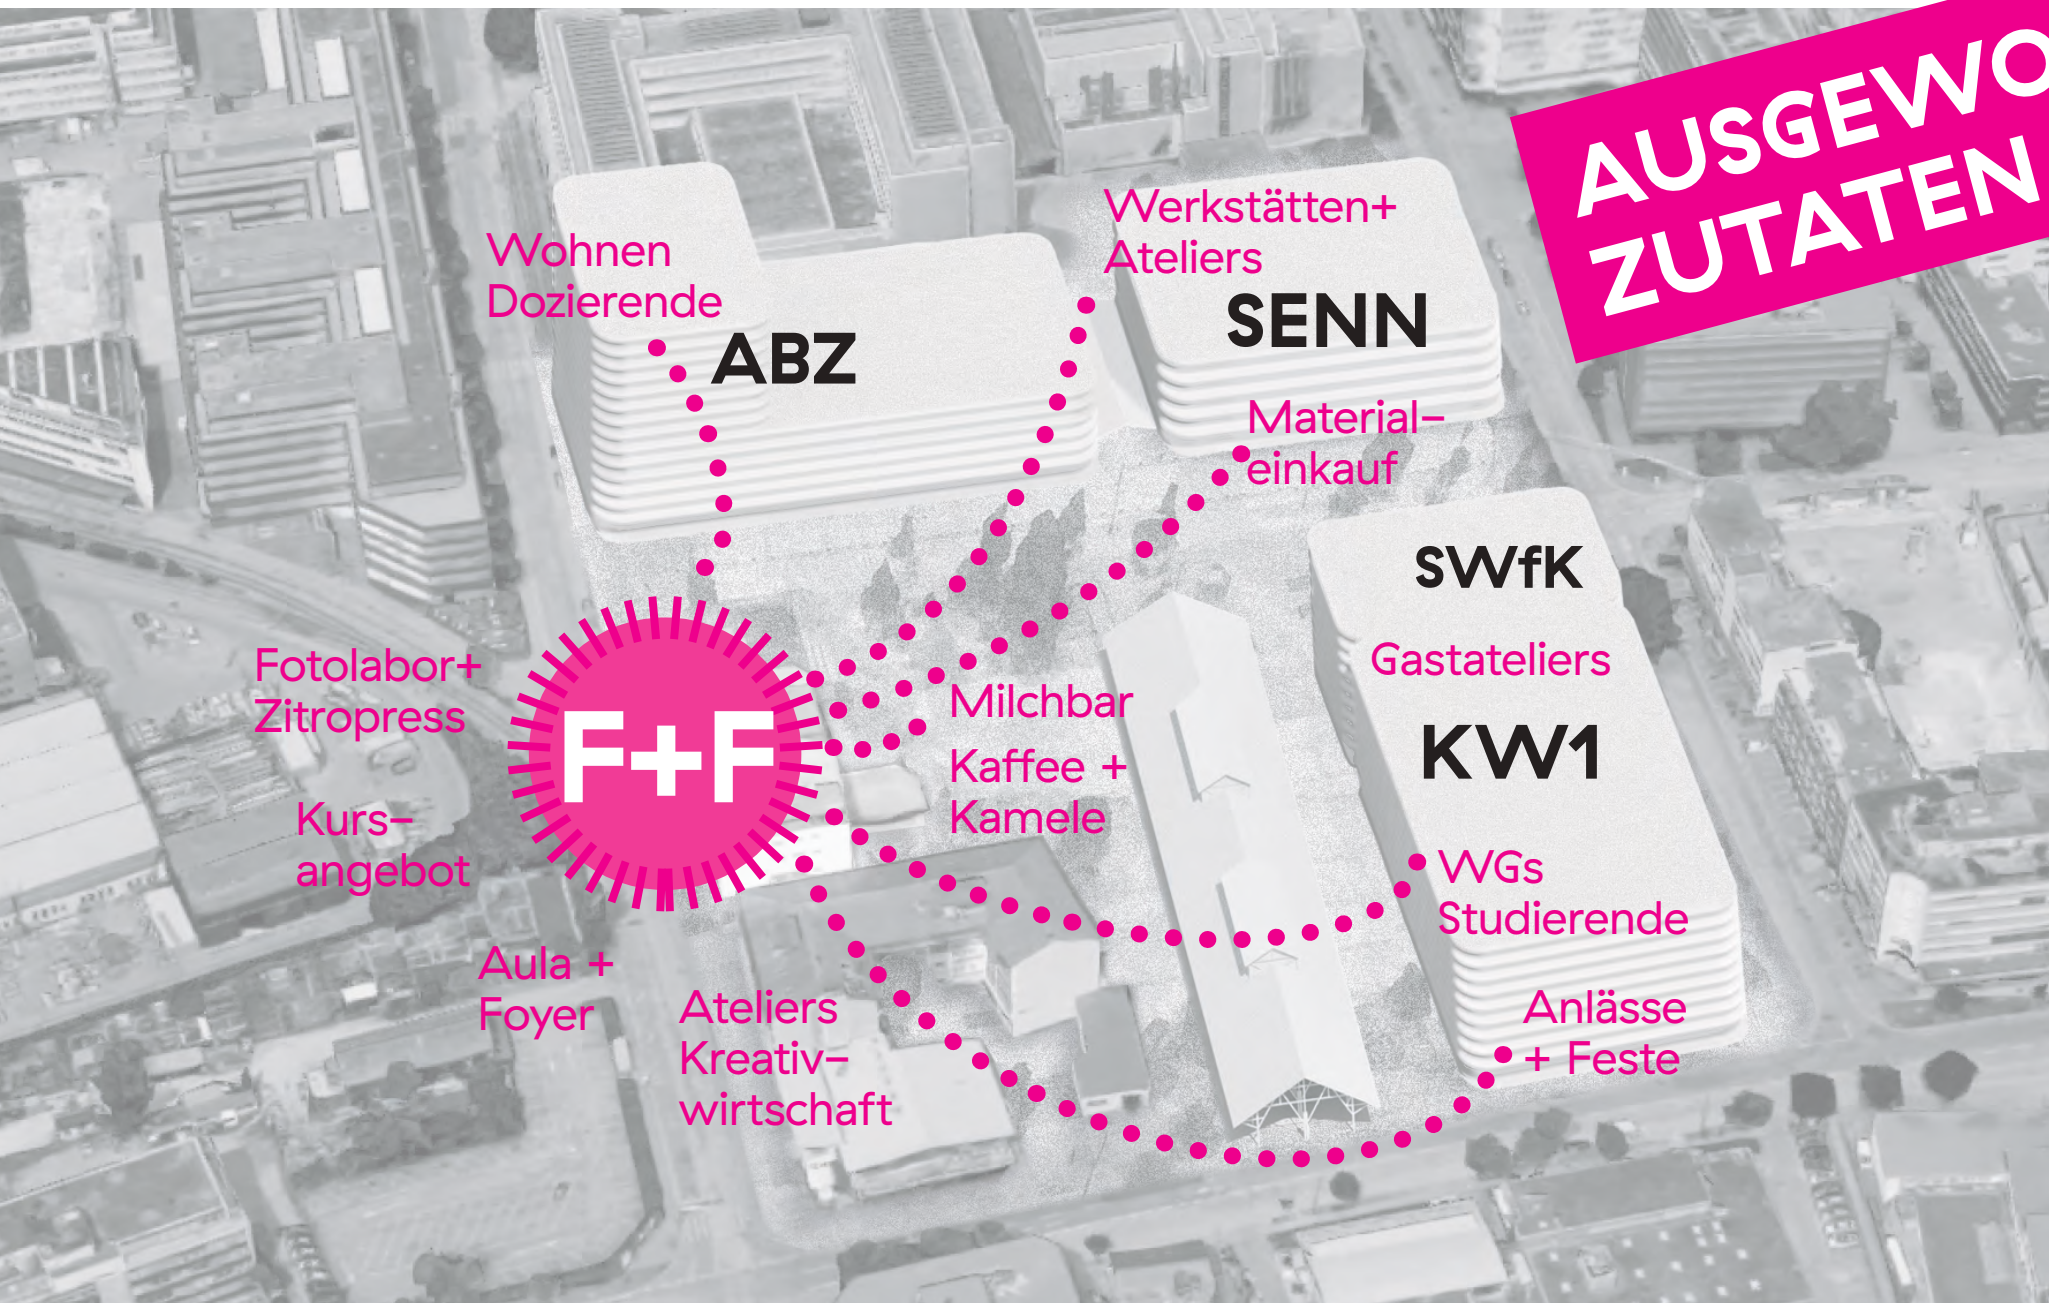 ZUTATEN
Wohnen
Dozierende
ABZ
Werkstätten+
Ateliers
SENN
Material–
einkauf
SWfK
Gastateliers
KW1
Fotolabor+
Zitropress
F+F
Milchbar
Kaffee +
Kamele
Kurs–
angebot
WGs
Studierende
Aula +
Foyer
Ateliers
Kreativ–
wirtschaft
Anlässe
+ Feste